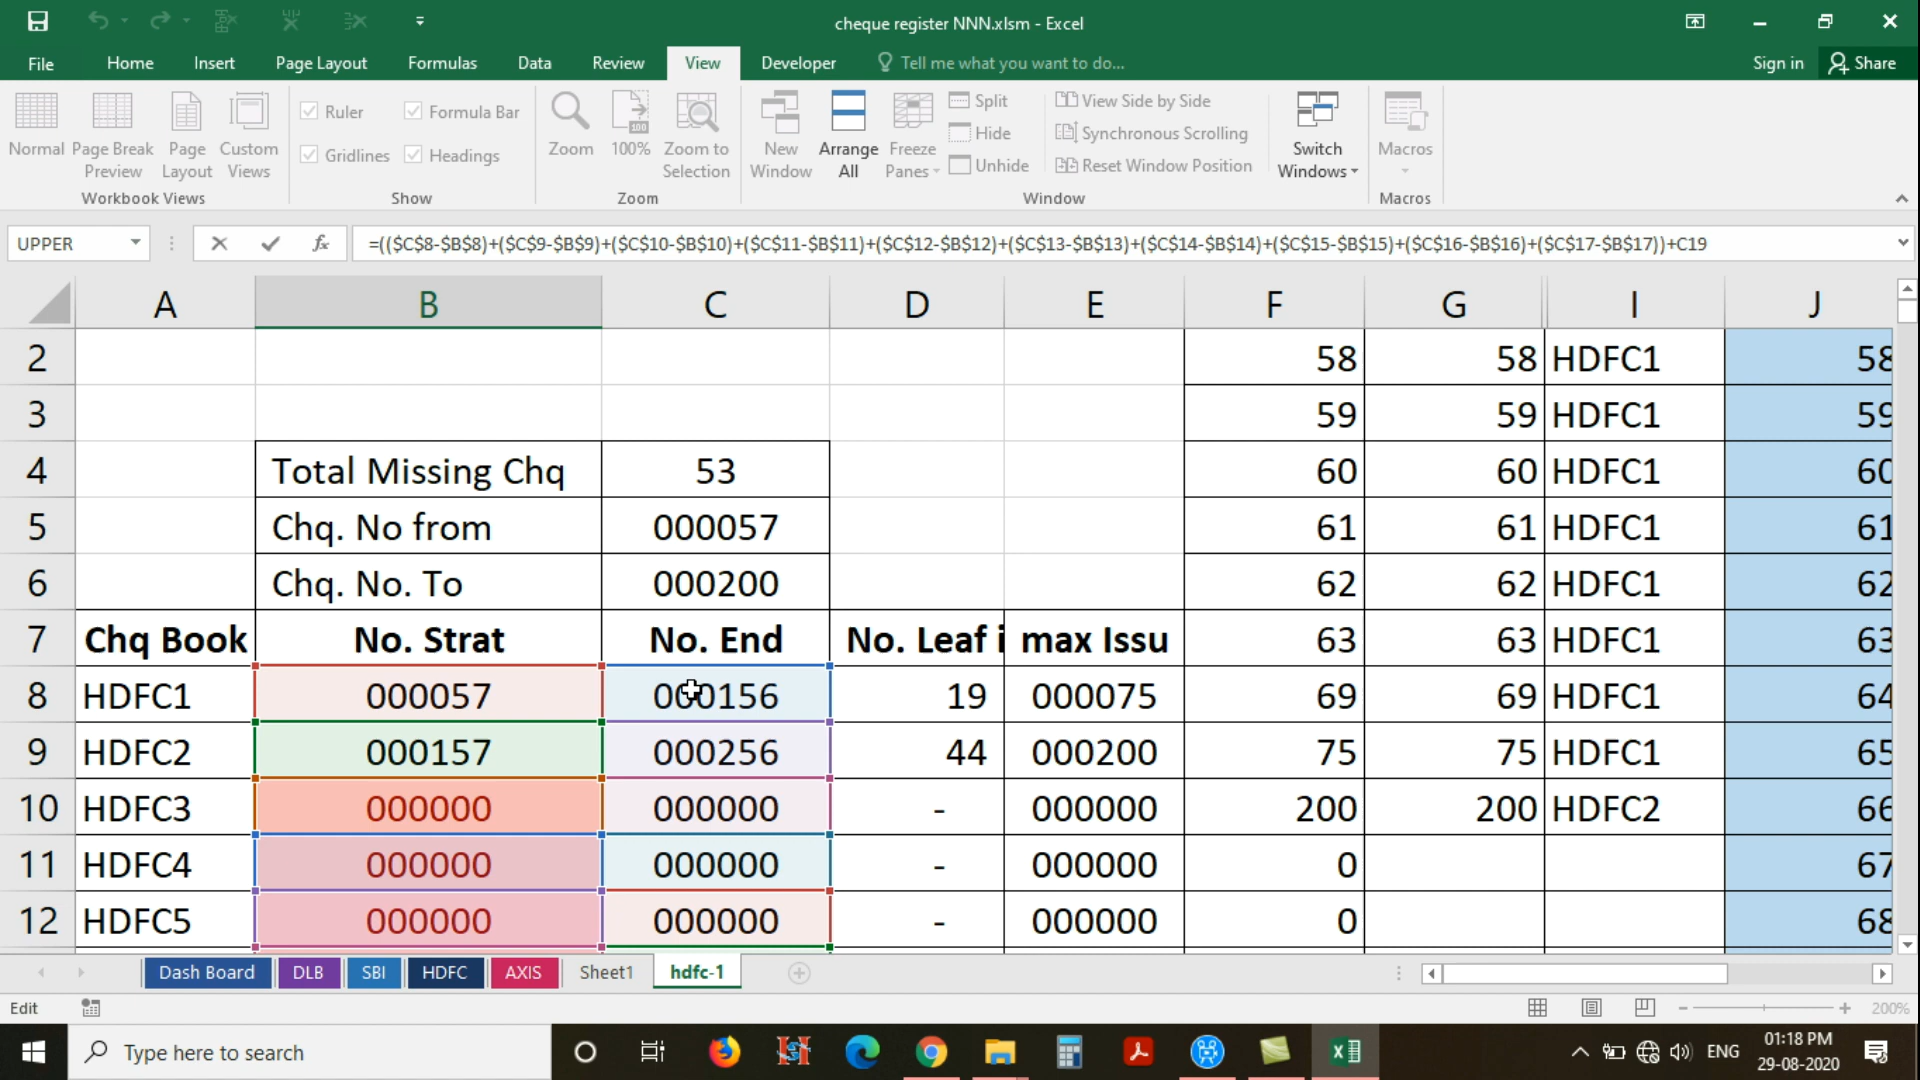 cheque register NNN.xlsm - Excel
File Home Insert Page Layout Formulas Data Review View Developer Tell me what you want to do... Sign in Share
Normal Page Break Preview Page Layout Custom Views
Workbook Views
Ruler Formula Bar
Gridlines Headings
Show
Zoom 100% Zoom to Selection
100
Zoom
New Window Arrange All Freeze Panes
Split
Hide
Unhide
View Side by Side
Synchronous Scrolling
Reset Window Position
Switch Windows
Window
Macros
Macros
UPPER fx =(($C$8-$B$8)+($C$9-$B$9)+($C$10-$B$10)+($C$11-$B$11)+($C$12-$B$12)+($C$13-$B$13)+($C$14-$B$14)+($C$15-$B$15)+($C$16-$B$16)+($C$17-$B$17))+C19
A B C D E F G I J
2 58 58 HDFC1 58
3 59 59 HDFC1 59
4 Total Missing Chq 53 60 60 HDFC1 60
5 Chq. No from 000057 61 61 HDFC1 61
6 Chq. No. To 000200 62 62 HDFC1 62
7 Chq Book No. Strat No. End No. Leaf i max Issu 63 63 HDFC1 63
8 HDFC1 000057 000156 19 000075 69 69 HDFC1 64
9 HDFC2 000157 000256 44 000200 75 75 HDFC1 65
10 HDFC3 000000 000000 - 000000 200 200 HDFC2 66
11 HDFC4 000000 000000 - 000000 0 67
12 HDFC5 000000 000000 - 000000 0 68
Dash Board DLB SBI HDFC AXIS Sheet1 hdfc-1
Edit 200%
Type here to search ENG 01:18 PM
29-08-2020